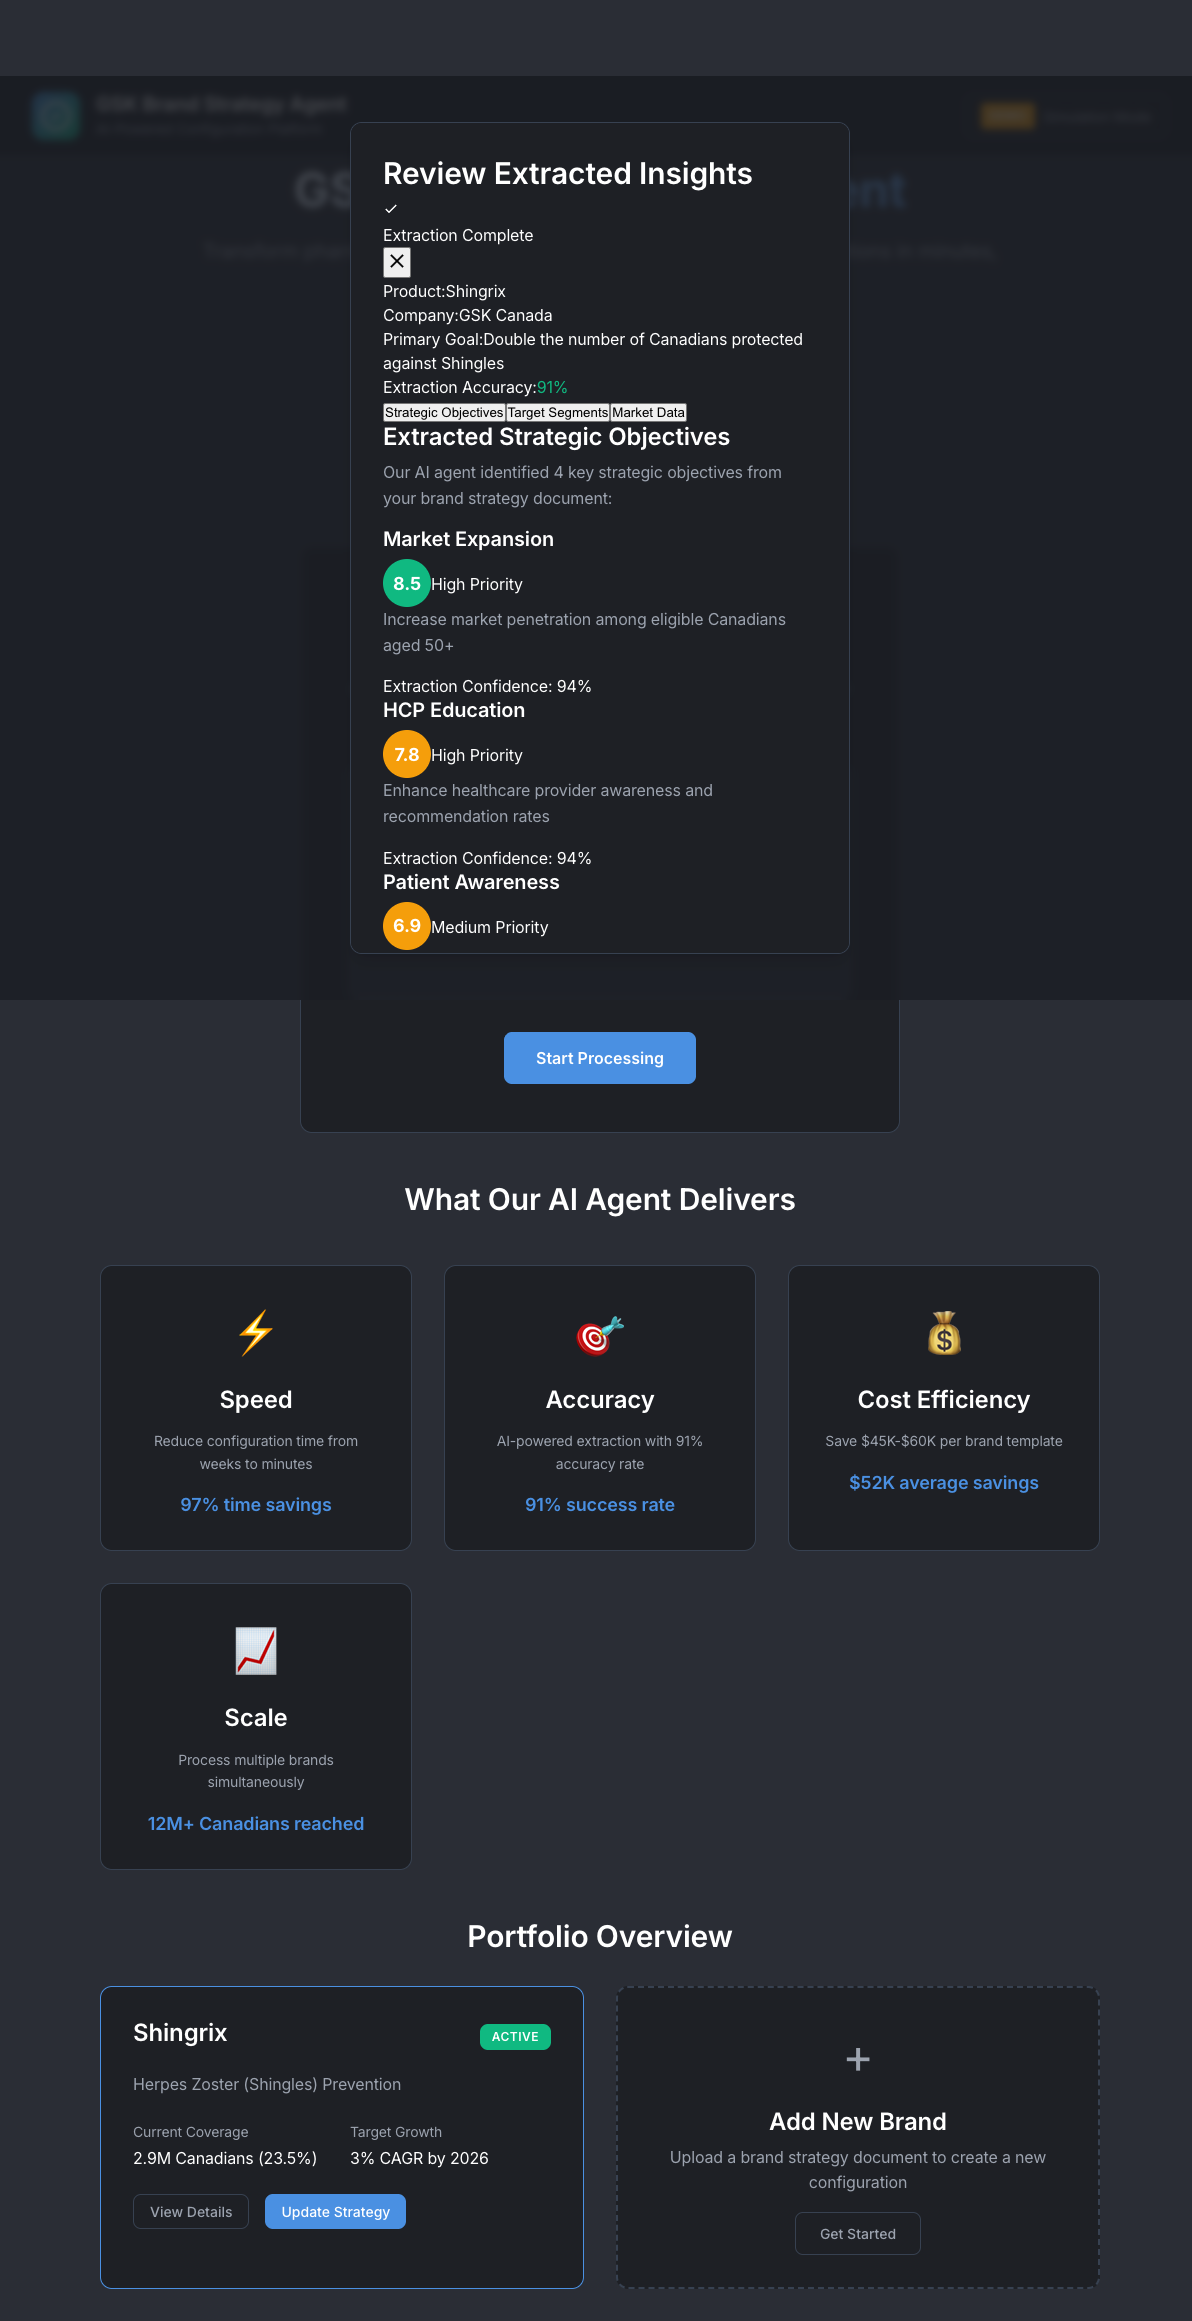 GSK Brand Strategy Agent
GS
ent
Review Extracted Insights
✓
Extraction Complete
✕
Product:Shingrix
Company:GSK Canada
Primary Goal:Double the number of Canadians protected
against Shingles
Extraction Accuracy:91%
Strategic Objectives Target Segments Market Data
Extracted Strategic Objectives
Our AI agent identified 4 key strategic objectives from
your brand strategy document:
Market Expansion
8.5 High Priority
Increase market penetration among eligible Canadians
aged 50+
Extraction Confidence: 94%
HCP Education
7.8 High Priority
Enhance healthcare provider awareness and
recommendation rates
Extraction Confidence: 94%
Patient Awareness
6.9 Medium Priority
Start Processing
What Our AI Agent Delivers
Speed
Reduce configuration time from
weeks to minutes
97% time savings
Accuracy
AI-powered extraction with 91%
accuracy rate
91% success rate
Cost Efficiency
Save $45K-$60K per brand template
$52K average savings
Scale
Process multiple brands
simultaneously
12M+ Canadians reached
Portfolio Overview
Shingrix
ACTIVE
Herpes Zoster (Shingles) Prevention
Current Coverage
2.9M Canadians (23.5%)
Target Growth
3% CAGR by 2026
View Details
Update Strategy
+
Add New Brand
Upload a brand strategy document to create a new
configuration
Get Started